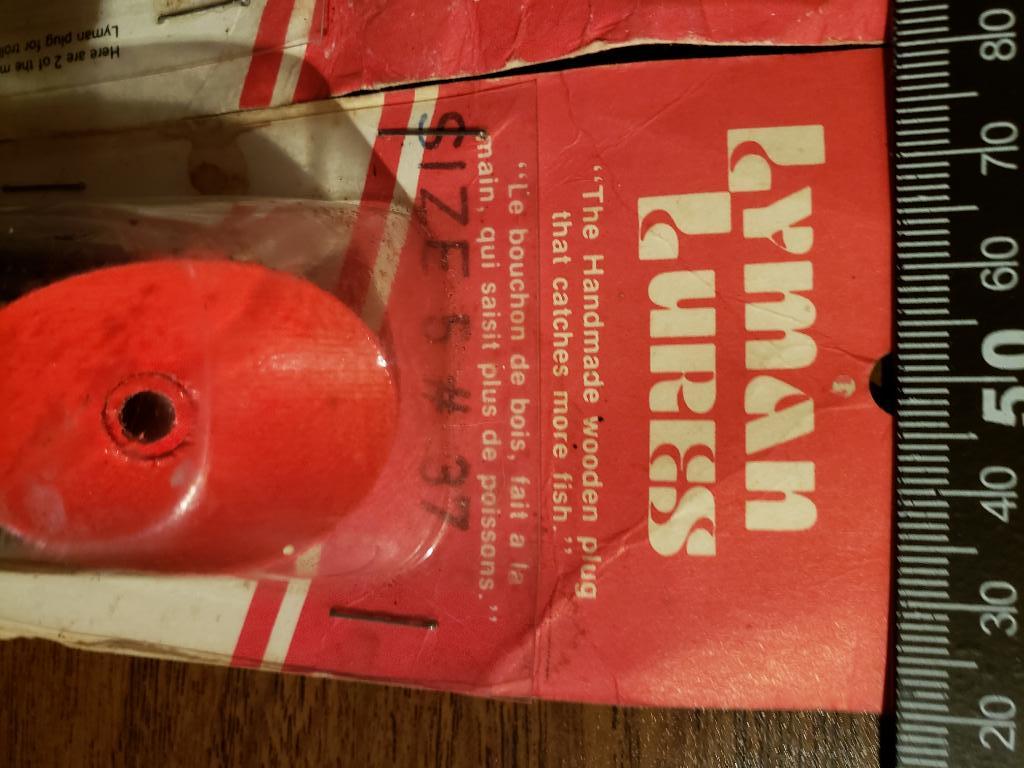 LYMAN
LURES
“The Handmade wooden plug
that catches more fish.”
“Le bouchon de bois, fait a la
main, qui saisit plus de poissons.”
SIZE 5 # 37
Here are 2 of the m
Lyman plug for troll
20 30 40 50 60 70 80